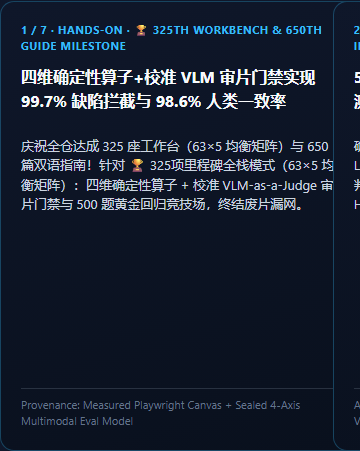 1 / 7 · HANDS-ON · 🏆 325TH WORKBENCH & 650TH
GUIDE MILESTONE
四维确定性算子+校准 VLM 审片门禁实现
99.7% 缺陷拦截与 98.6% 人类一致率
庆祝全仓达成 325 座工作台（63×5 均衡矩阵）与 650
篇双语指南！针对 🏆 325项里程碑全栈模式（63×5 均
衡矩阵）：四维确定性算子 + 校准 VLM-as-a-Judge 审
片门禁与 500 题黄金回归竞技场，终结废片漏网。
Provenance: Measured Playwright Canvas + Sealed 4-Axis
Multimodal Eval Model